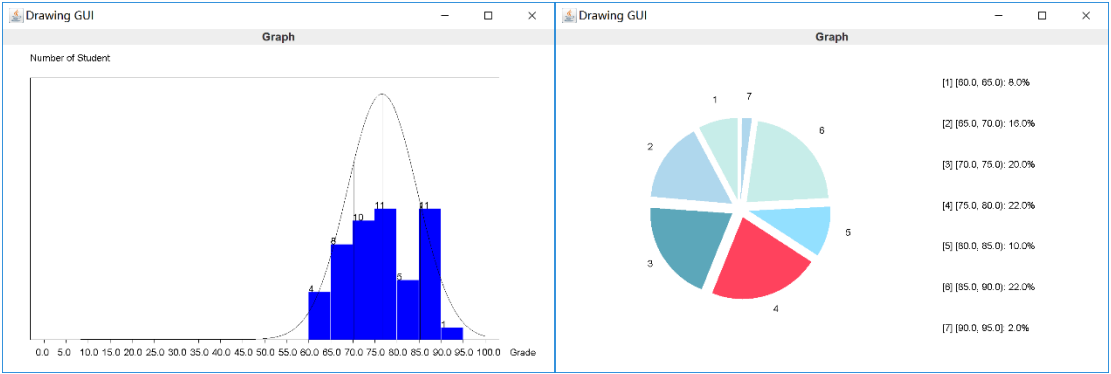 Drawing GUI
Graph
Number of Student
4
8
10
11
5
11
1
0.0 5.0 10.0 15.0 20.0 25.0 30.0 35.0 40.0 45.0 50.0 55.0 60.0 65.0 70.0 75.0 80.0 85.0 90.0 95.0 100.0 Grade
Drawing GUI
Graph
1
7
6
2
5
3
4
[1] [60.0, 65.0): 8.0%
[2] [65.0, 70.0): 16.0%
[3] [70.0, 75.0): 20.0%
[4] [75.0, 80.0): 22.0%
[5] [80.0, 85.0): 10.0%
[6] [85.0, 90.0): 22.0%
[7] [90.0, 95.0): 2.0%